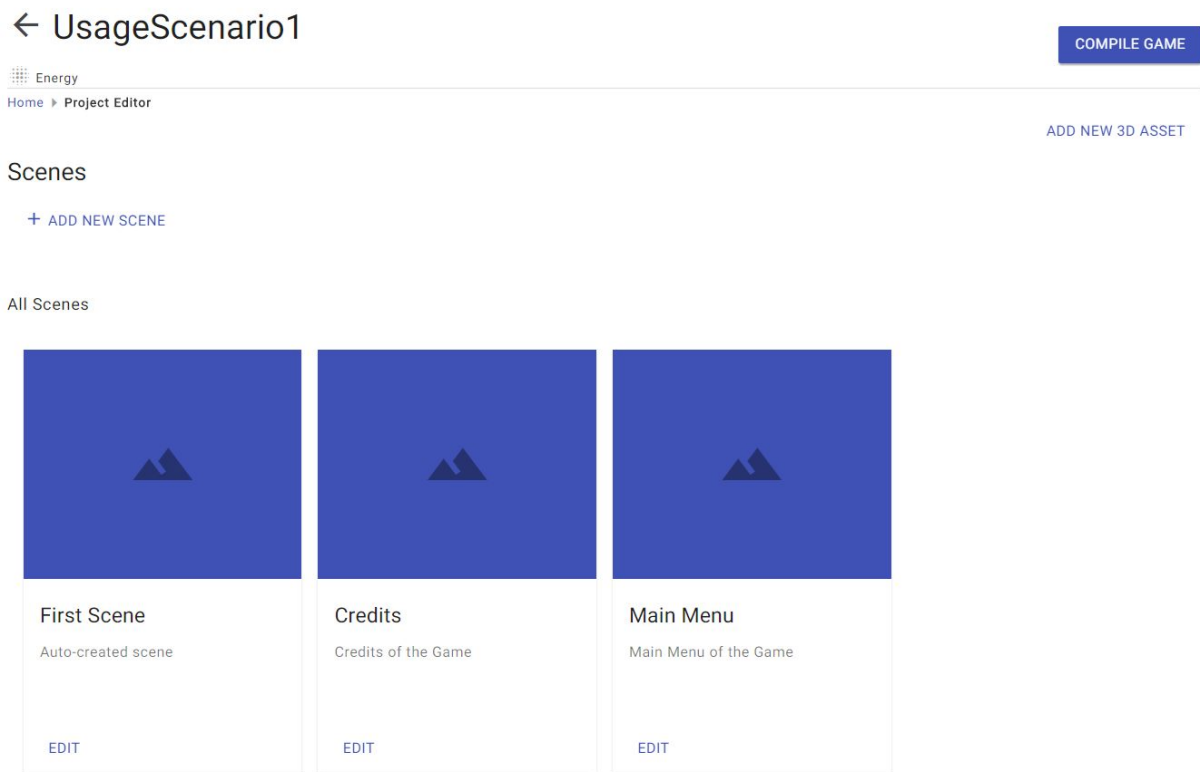 UsageScenario1
COMPILE GAME
Energy
Home Project Editor
ADD NEW 3D ASSET
Scenes
+ ADD NEW SCENE
All Scenes
First Scene
Auto-created scene
EDIT
Credits
Credits of the Game
EDIT
Main Menu
Main Menu of the Game
EDIT